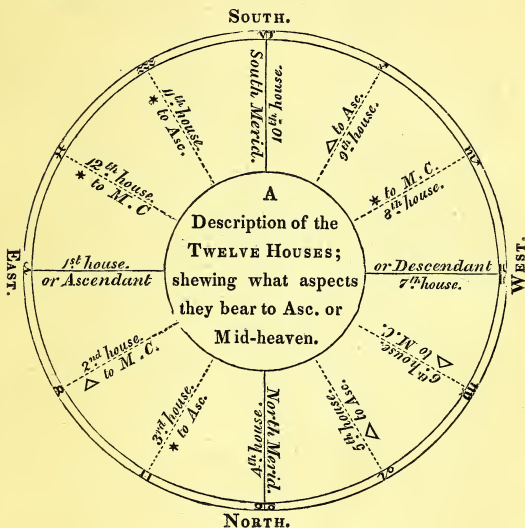 SOUTH.
South Merid.
10th house.
11th house.
* to Asc.
△ to Asc.
9th house.
12th house.
* to M.C
* to M.C
8th house.
EAST.
1st house.
or Ascendant
A
Description of the
TWELVE HOUSES;
shewing what aspects
they bear to Asc. or
Mid-heaven.
or Descendant
7th house.
WEST.
2nd house.
△ to M.C.
6th house
△ to M.C.
3rd house.
* to Asc.
5th house.
△ to Asc.
4th house.
North Merid.
NORTH.